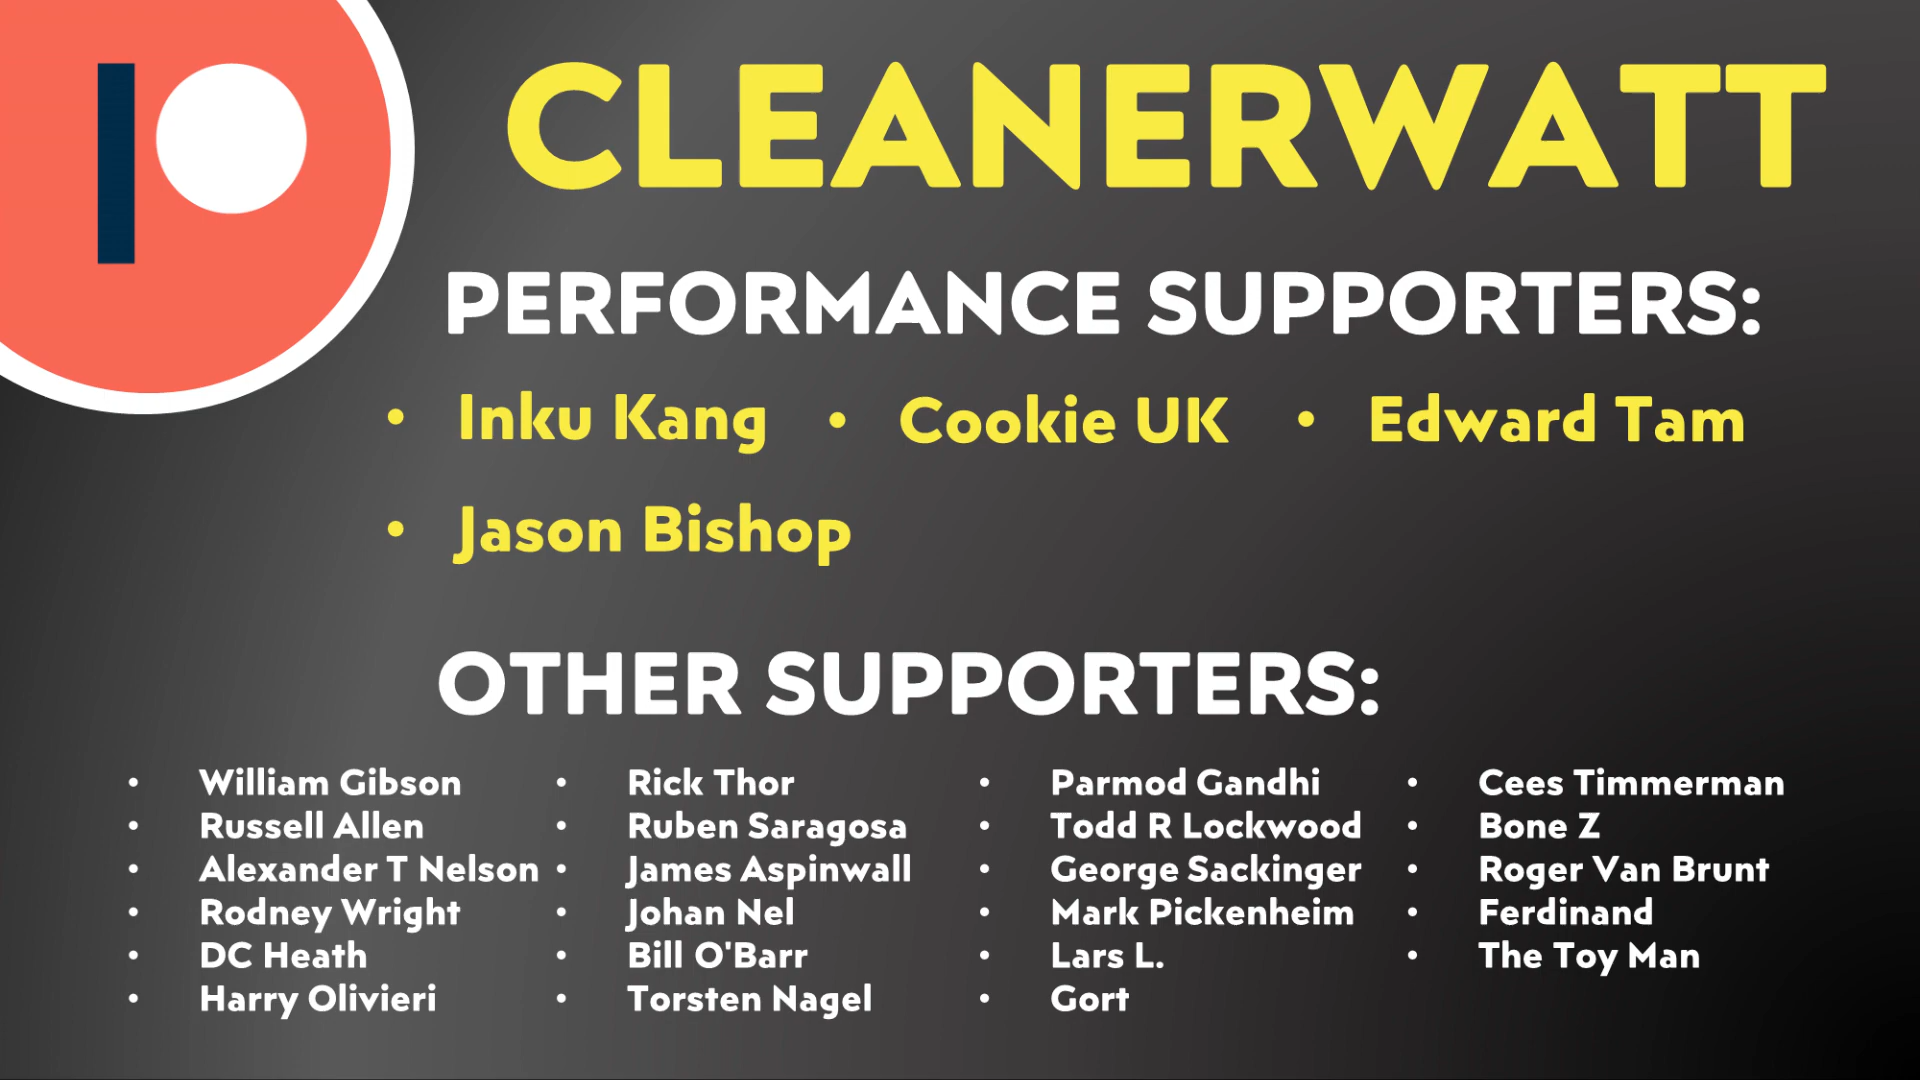 CLEANERWATT
PERFORMANCE SUPPORTERS:
• Inku Kang • Cookie UK • Edward Tam
• Jason Bishop
OTHER SUPPORTERS:
• William Gibson
• Russell Allen
• Alexander T Nelson
• Rodney Wright
• DC Heath
• Harry Olivieri
• Rick Thor
• Ruben Saragosa
• James Aspinwall
• Johan Nel
• Bill O'Barr
• Torsten Nagel
• Parmod Gandhi
• Todd R Lockwood
• George Sackinger
• Mark Pickenheim
• Lars L.
• Gort
• Cees Timmerman
• Bone Z
• Roger Van Brunt
• Ferdinand
• The Toy Man